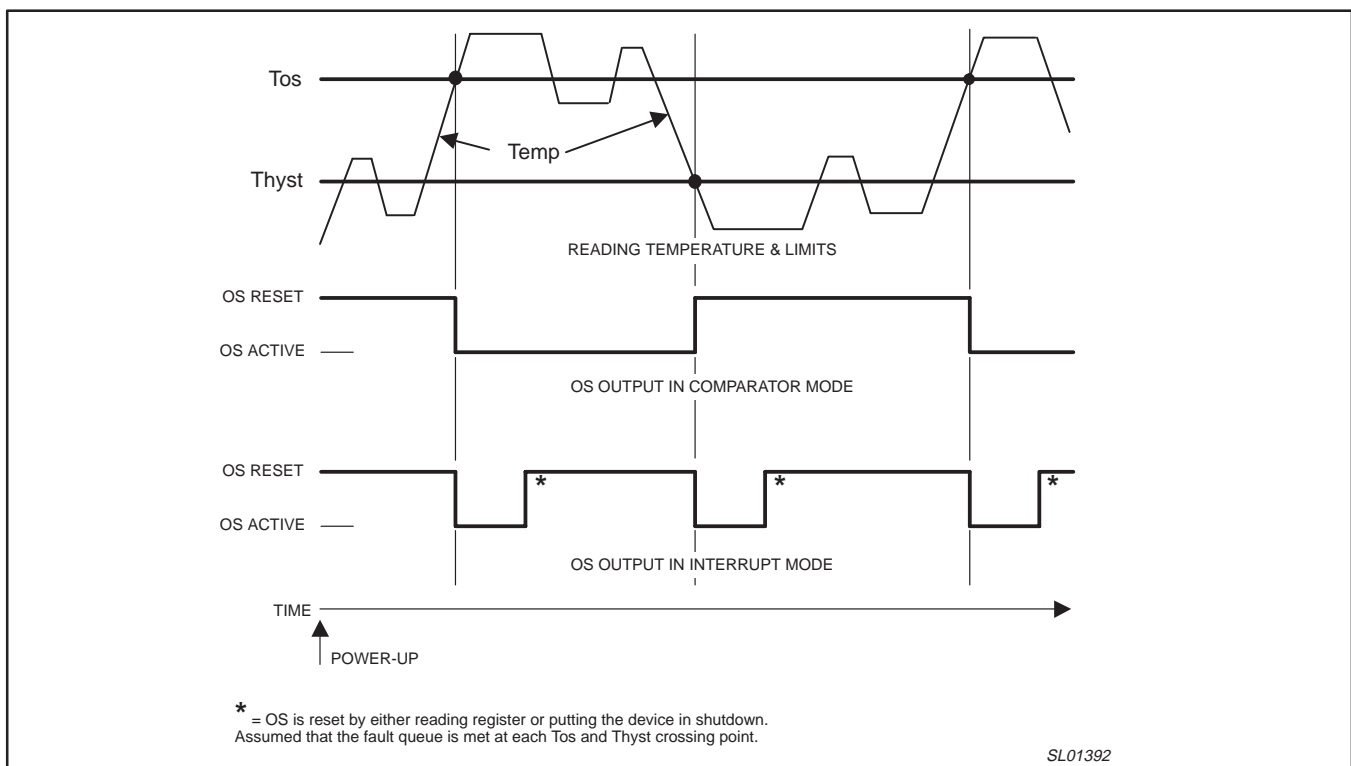 Tos
Temp
Thyst
READING TEMPERATURE & LIMITS
OS RESET
OS ACTIVE
OS OUTPUT IN COMPARATOR MODE
OS RESET
* * *
OS ACTIVE
OS OUTPUT IN INTERRUPT MODE
TIME
POWER-UP
* = OS is reset by either reading register or putting the device in shutdown.
Assumed that the fault queue is met at each Tos and Thyst crossing point.
SL01392